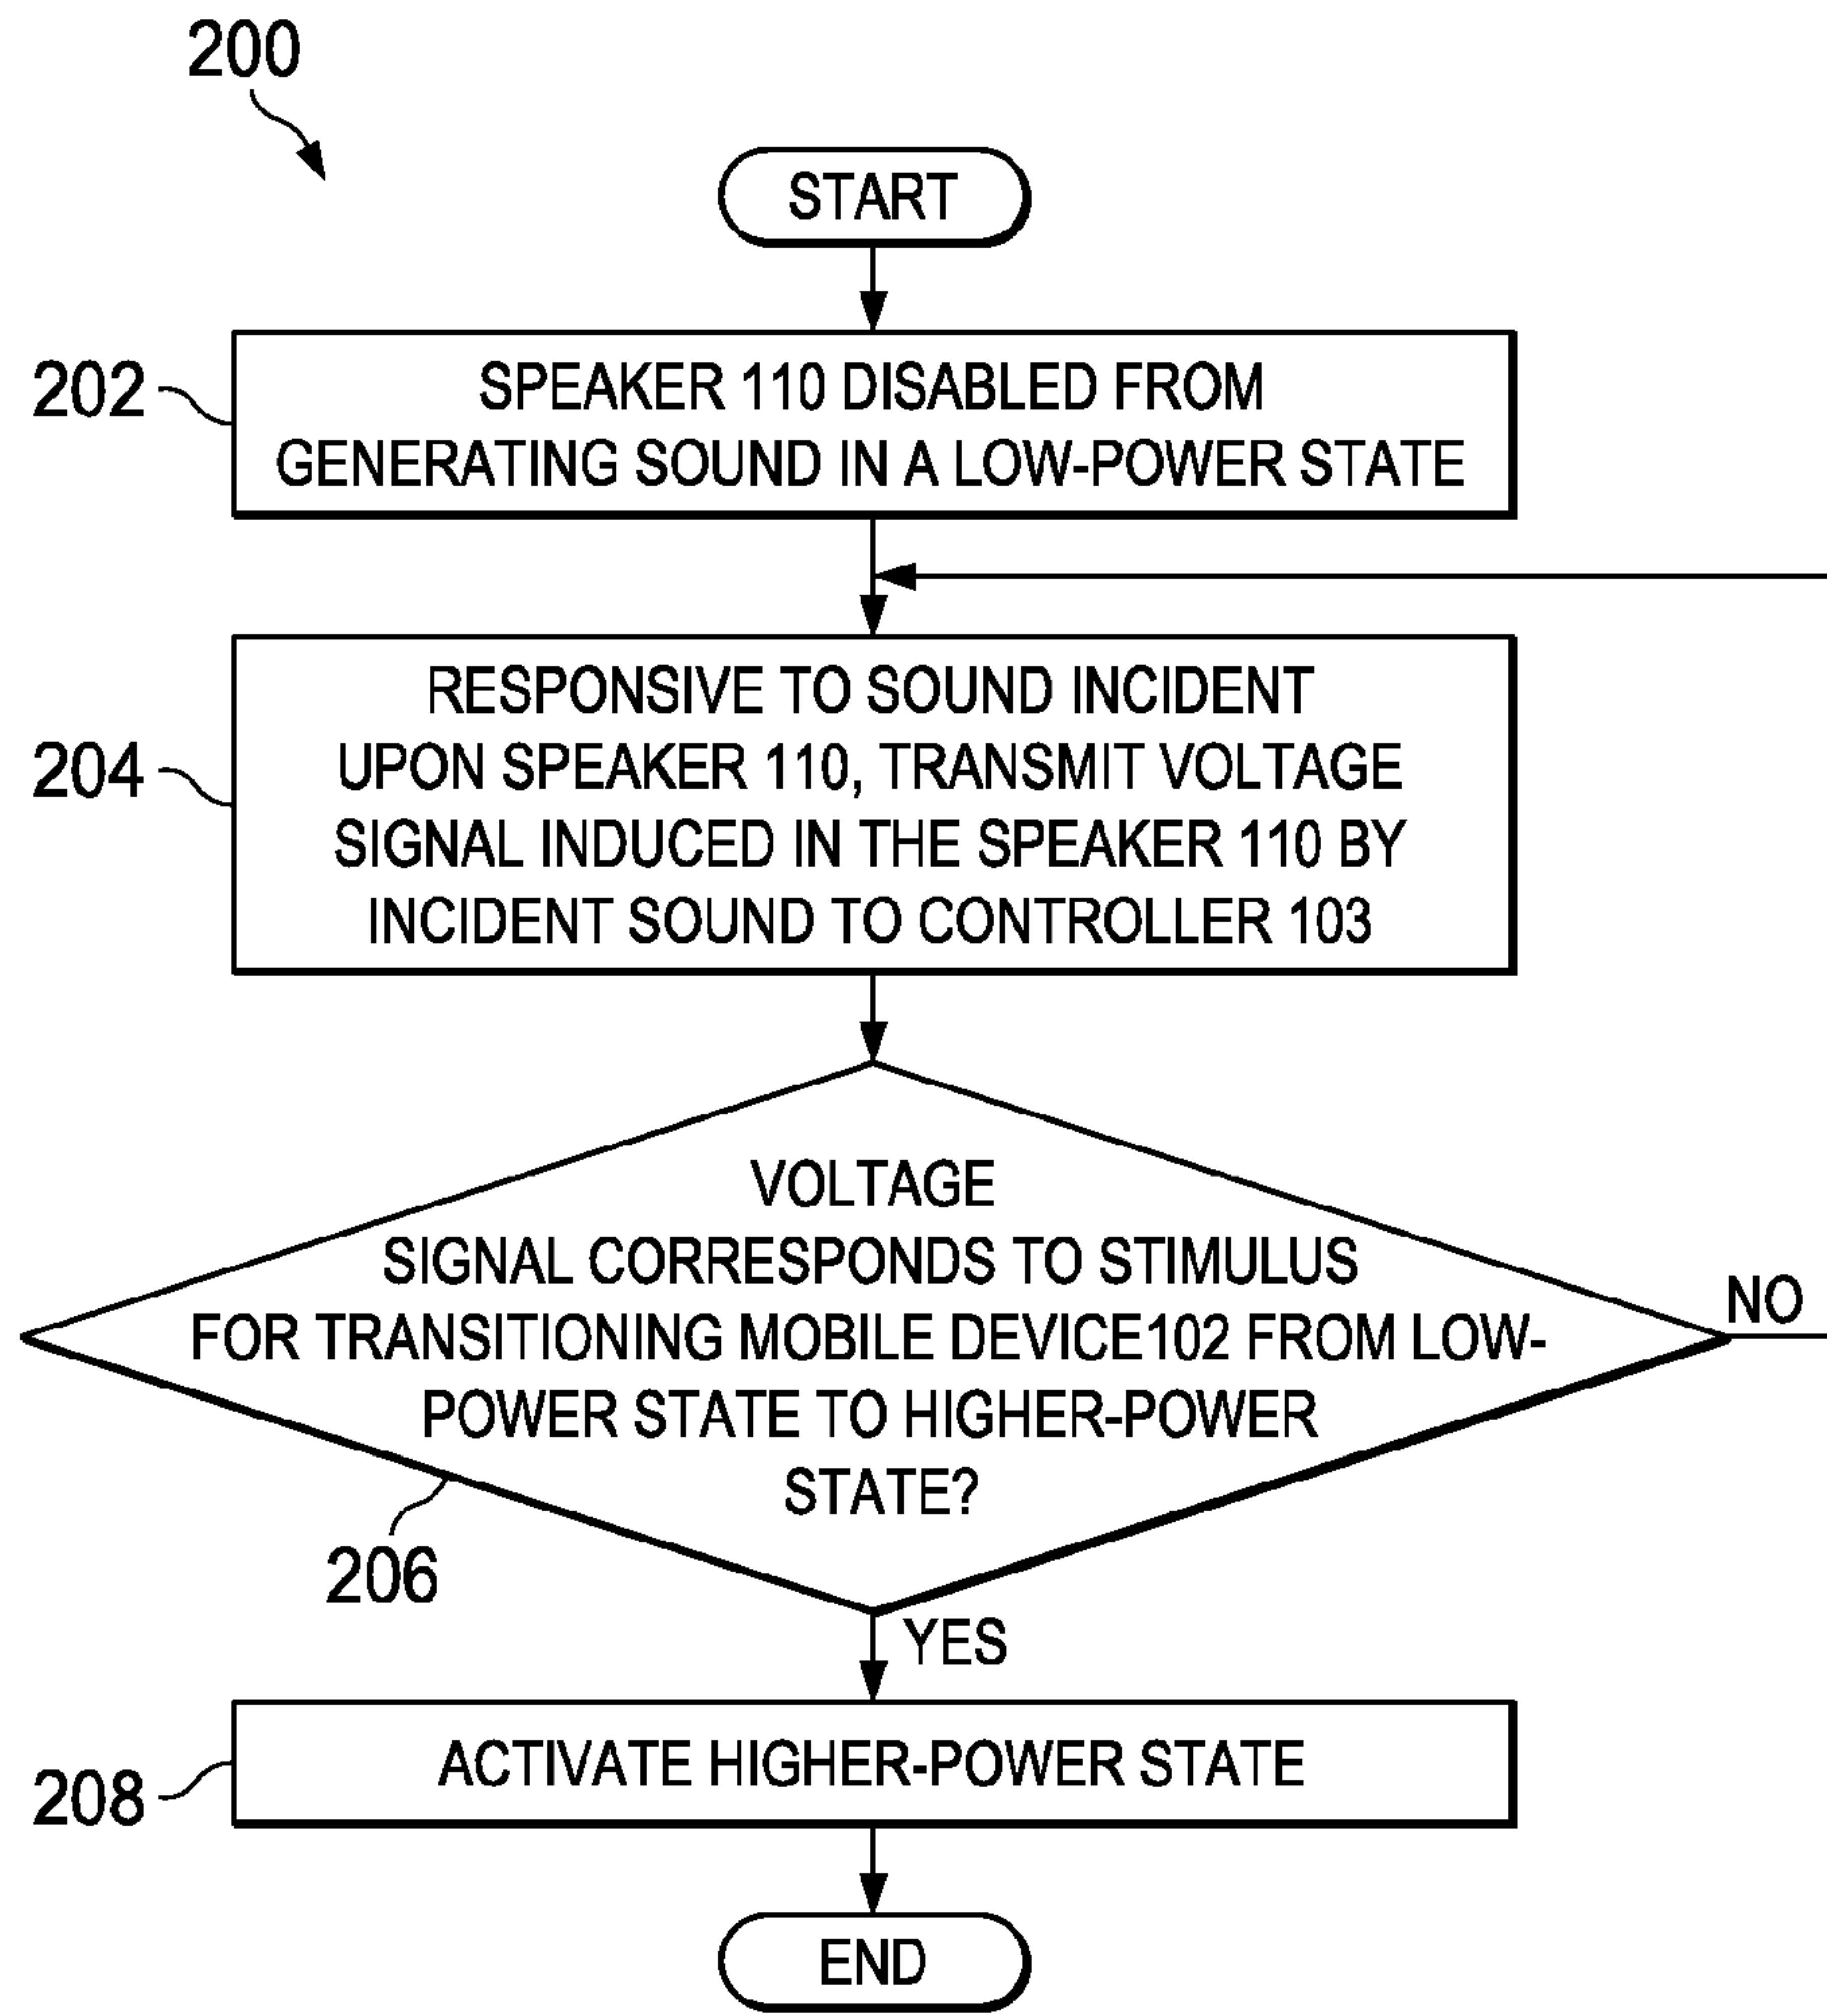 200
START
202
SPEAKER 110 DISABLED FROM
GENERATING SOUND IN A LOW-POWER STATE
204
RESPONSIVE TO SOUND INCIDENT
UPON SPEAKER 110, TRANSMIT VOLTAGE
SIGNAL INDUCED IN THE SPEAKER 110 BY
INCIDENT SOUND TO CONTROLLER 103
VOLTAGE
SIGNAL CORRESPONDS TO STIMULUS
FOR TRANSITIONING MOBILE DEVICE102 FROM LOW-
POWER STATE TO HIGHER-POWER
STATE?
NO
206
YES
208
ACTIVATE HIGHER-POWER STATE
END